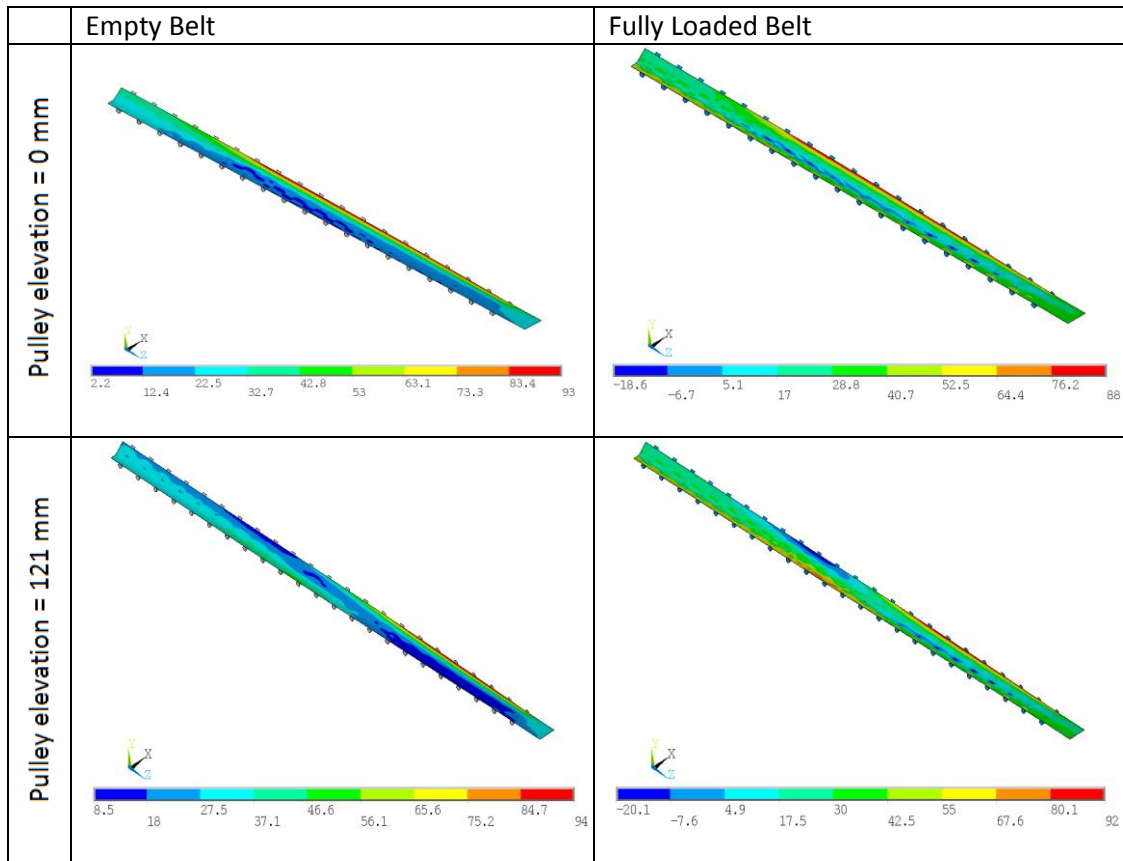 Empty Belt
Fully Loaded Belt
Pulley elevation = 0 mm
Y
X
Z
2.2 12.4 22.5 32.7 42.8 53 63.1 73.3 83.4 93
Y
X
Z
-18.6 -6.7 5.1 17 28.8 40.7 52.5 64.4 76.2 88
Pulley elevation = 121 mm
Y
X
Z
8.5 18 27.5 37.1 46.6 56.1 65.6 75.2 84.7 94
Y
X
Z
-20.1 -7.6 4.9 17.5 30 42.5 55 67.6 80.1 92